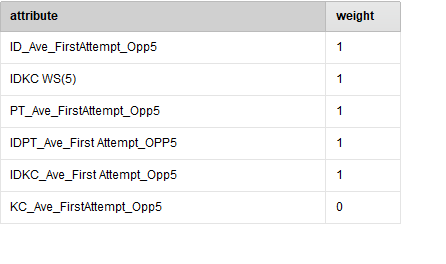 attribute weight
ID_Ave_FirstAttempt_Opp5 1
IDKC WS(5) 1
PT_Ave_FirstAttempt_Opp5 1
IDPT_Ave_First Attempt_OPP5 1
IDKC_Ave_First Attempt_Opp5 1
KC_Ave_FirstAttempt_Opp5 0